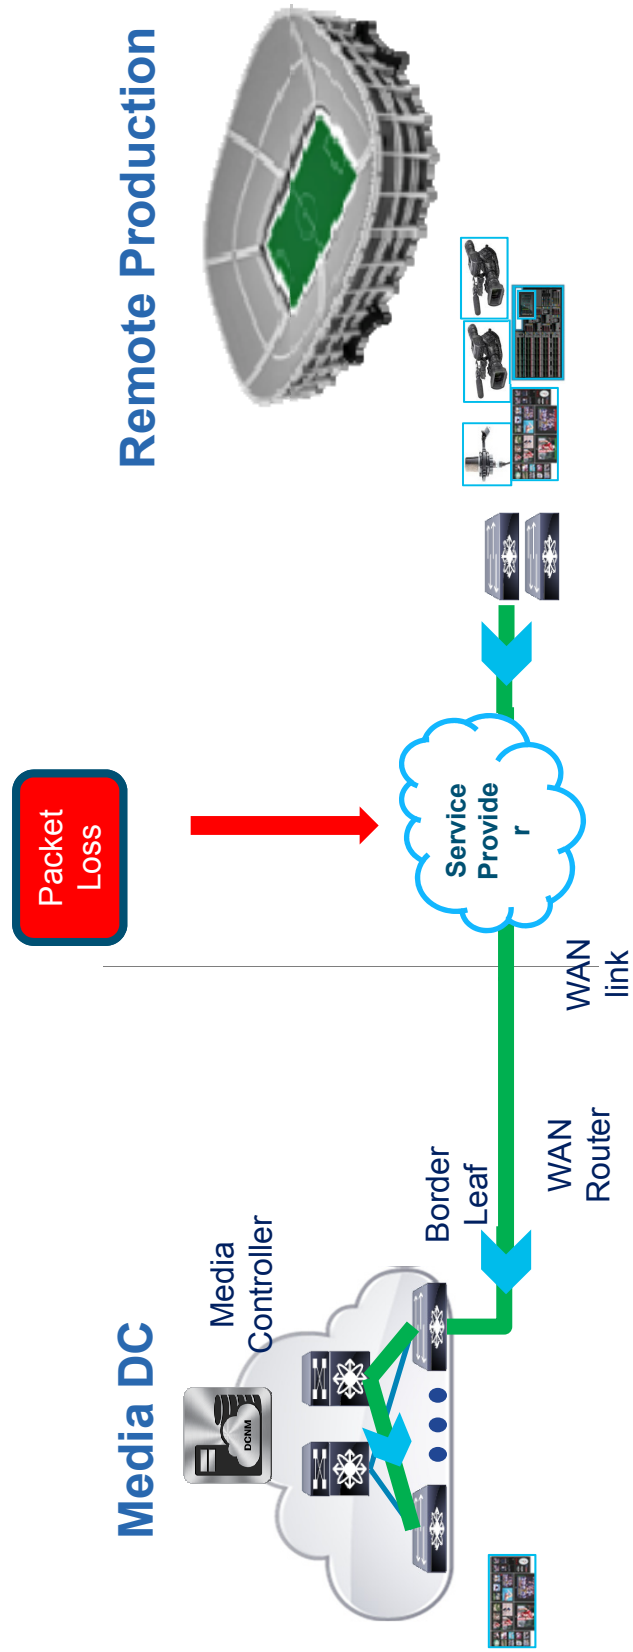 Media DC
Remote Production
Packet
Loss
DCNM
Media
Controller
Border
Leaf
WAN
Router
WAN
link
Service
Provide
r